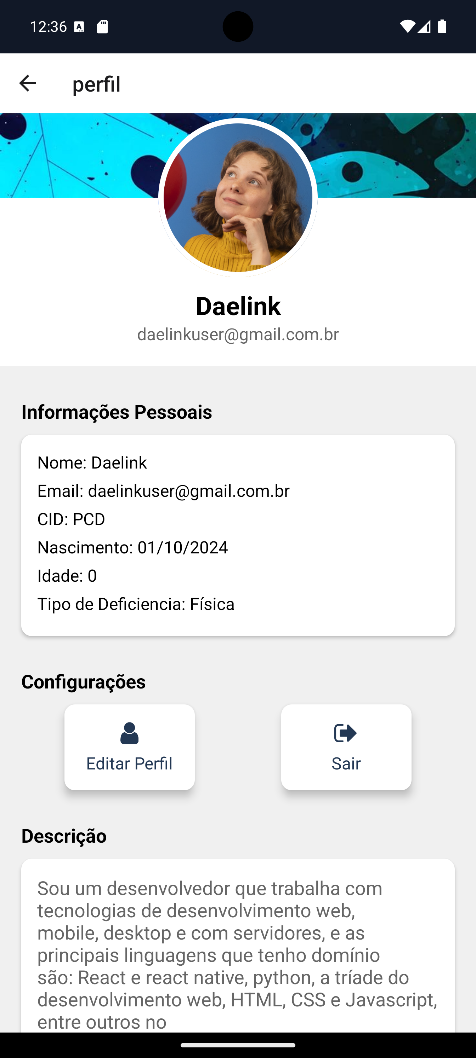 12:36
perfil
Daelink
daelinkuser@gmail.com.br
Informações Pessoais
Nome: Daelink
Email: daelinkuser@gmail.com.br
CID: PCD
Nascimento: 01/10/2024
Idade: 0
Tipo de Deficiencia: Física
Configurações
Editar Perfil
Sair
Descrição
Sou um desenvolvedor que trabalha com
tecnologias de desenvolvimento web,
mobile, desktop e com servidores, e as
principais linguagens que tenho domínio
são: React e react native, python, a tríade do
desenvolvimento web, HTML, CSS e Javascript,
entre outros no